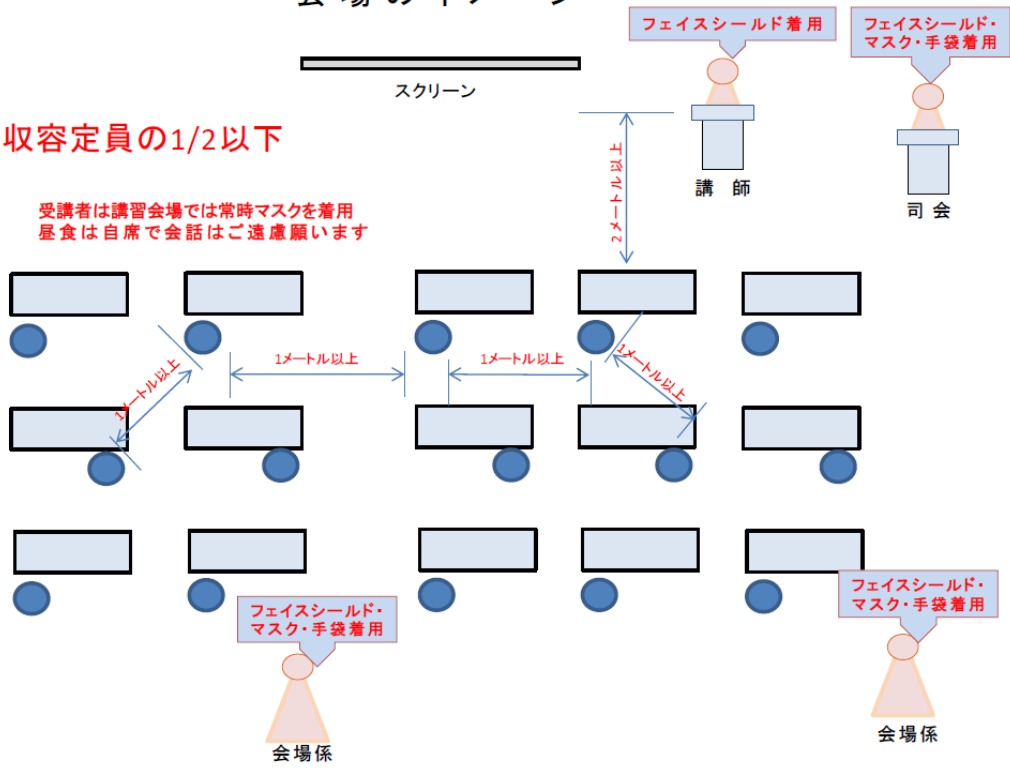 フェイスシールド着用
フェイスシールド・
マスク・手袋着用
スクリーン
収容定員の1/2以下
2メートル以上
講 師
司 会
受講者は講習会場では常時マスクを着用
昼食は自席で会話はご遠慮願います
1メートル以上
1メートル以上
1メートル以上
1メートル以上
フェイスシールド・
マスク・手袋着用
会場係
フェイスシールド・
マスク・手袋着用
会場係